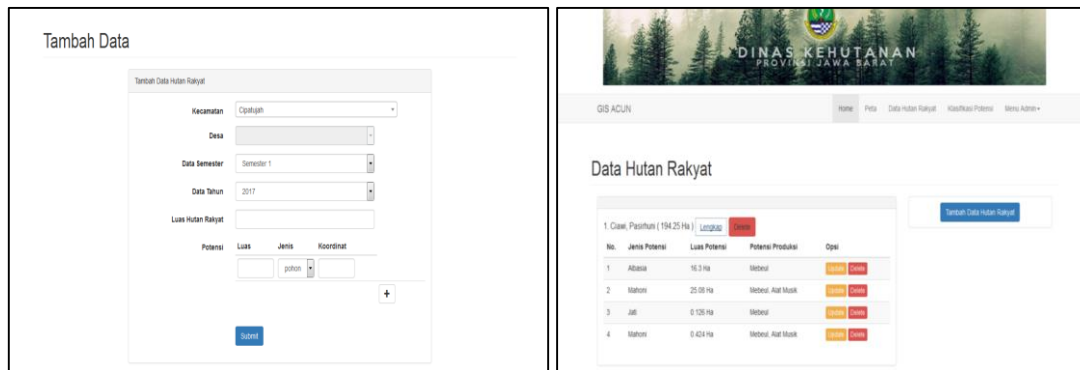 Tambah Data
Tambah Data Hutan Rakyat
Kecamatan Cipatujah
Desa
Data Semester Semester 1
Data Tahun 2017
Luas Hutan Rakyat
Potensi Luas Jenis Koordinat
pohon
+
Submit
DINAS KEHUTANAN
PROVINSI JAWA BARAT
GIS ACUN Home Peta Data Hutan Rakyat Klasifikasi Potensi Menu Admin
Data Hutan Rakyat
Tambah Data Hutan Rakyat
1. Ciawi, Pasirhuni ( 194.25 Ha ) Lengkap Delete
No. Jenis Potensi Luas Potensi Potensi Produksi Opsi
1 Albasia 16.3 Ha Mebeul Update Delete
2 Mahoni 25.08 Ha Mebeul, Alat Musik Update Delete
3 Jati 0.126 Ha Mebeul Update Delete
4 Mahoni 0.424 Ha Mebeul, Alat Musik Update Delete